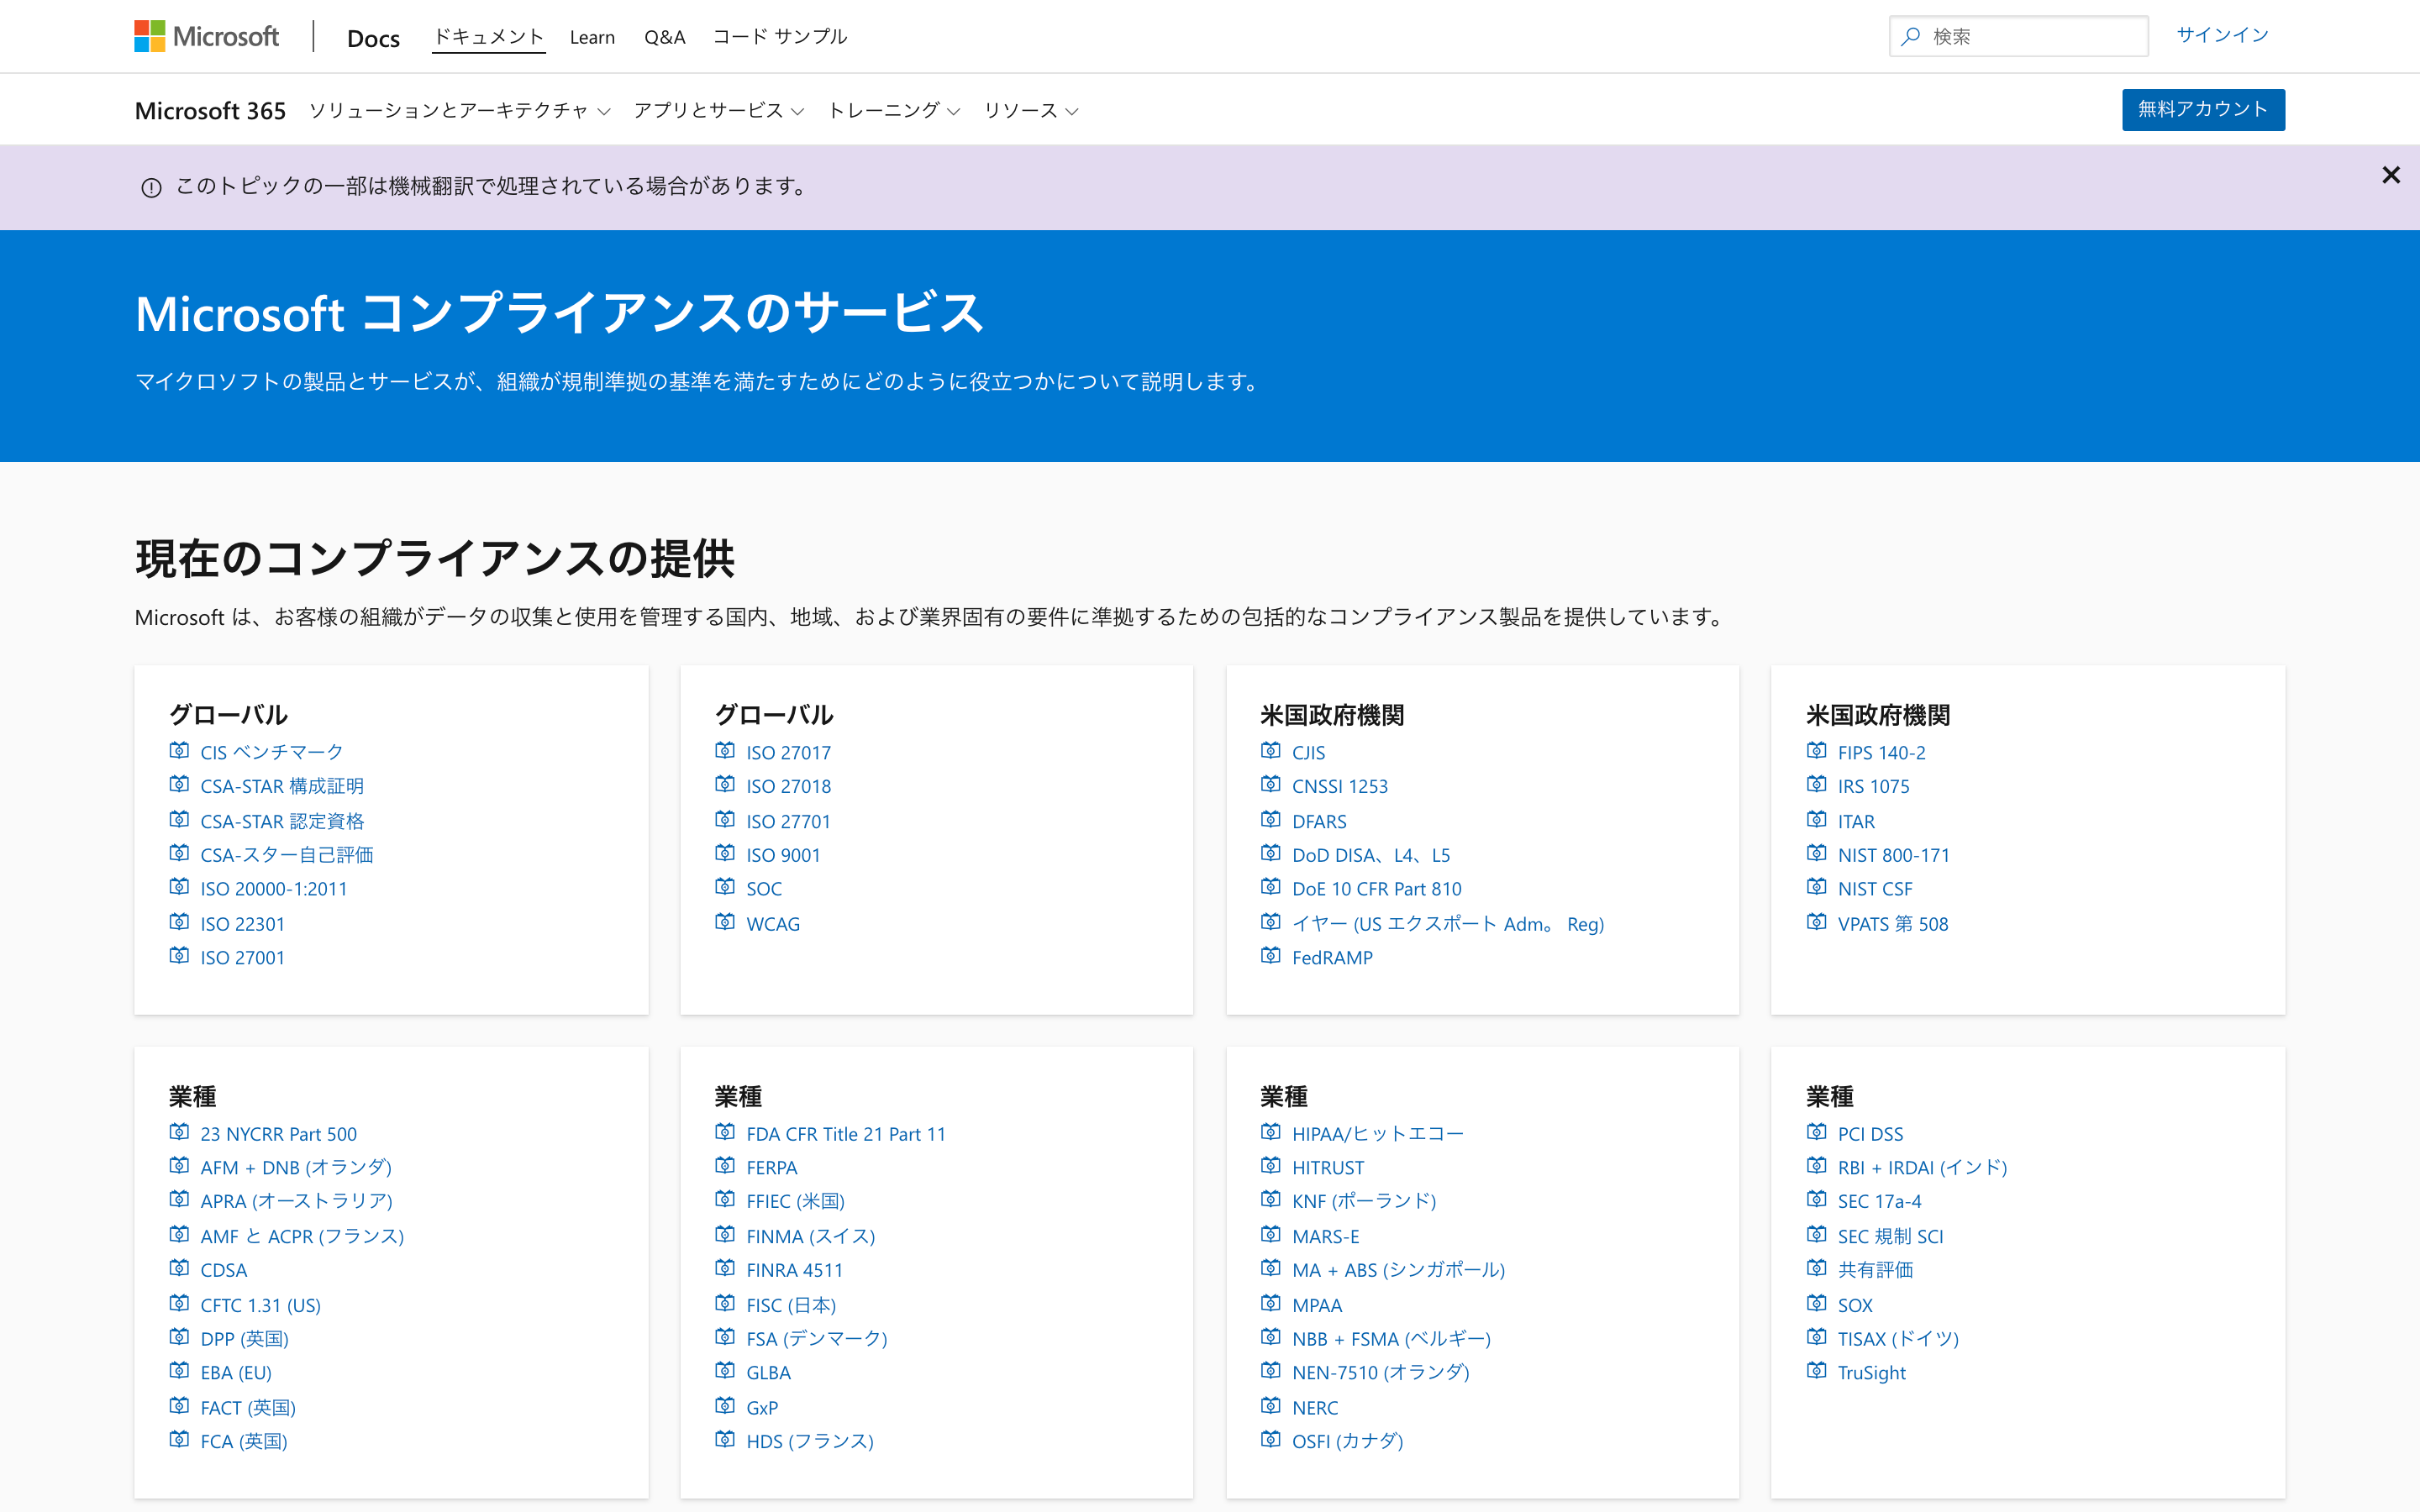 Microsoft
Docs ドキュメント Learn Q&A コード サンプル 検索 サインイン
Microsoft 365 ソリューションとアーキテクチャ アプリとサービス トレーニング リソース 無料アカウント
このトピックの一部は機械翻訳で処理されている場合があります。
Microsoft コンプライアンスのサービス
マイクロソフトの製品とサービスが、組織が規制準拠の基準を満たすためにどのように役立つかについて説明します。
現在のコンプライアンスの提供
Microsoft は、お客様の組織がデータの収集と使用を管理する国内、地域、および業界固有の要件に準拠するための包括的なコンプライアンス製品を提供しています。
グローバル
CIS ベンチマーク
CSA-STAR 構成証明
CSA-STAR 認定資格
CSA-スター自己評価
ISO 20000-1:2011
ISO 22301
ISO 27001
グローバル
ISO 27017
ISO 27018
ISO 27701
ISO 9001
SOC
WCAG
米国政府機関
CJIS
CNSSI 1253
DFARS
DoD DISA、L4、L5
DoE 10 CFR Part 810
イヤー (US エクスポート Adm。 Reg)
FedRAMP
米国政府機関
FIPS 140-2
IRS 1075
ITAR
NIST 800-171
NIST CSF
VPATS 第 508
業種
23 NYCRR Part 500
AFM + DNB (オランダ)
APRA (オーストラリア)
AMF と ACPR (フランス)
CDSA
CFTC 1.31 (US)
DPP (英国)
EBA (EU)
FACT (英国)
FCA (英国)
業種
FDA CFR Title 21 Part 11
FERPA
FFIEC (米国)
FINMA (スイス)
FINRA 4511
FISC (日本)
FSA (デンマーク)
GLBA
GxP
HDS (フランス)
業種
HIPAA/ヒットエコー
HITRUST
KNF (ポーランド)
MARS-E
MA + ABS (シンガポール)
MPAA
NBB + FSMA (ベルギー)
NEN-7510 (オランダ)
NERC
OSFI (カナダ)
業種
PCI DSS
RBI + IRDAI (インド)
SEC 17a-4
SEC 規制 SCI
共有評価
SOX
TISAX (ドイツ)
TruSight